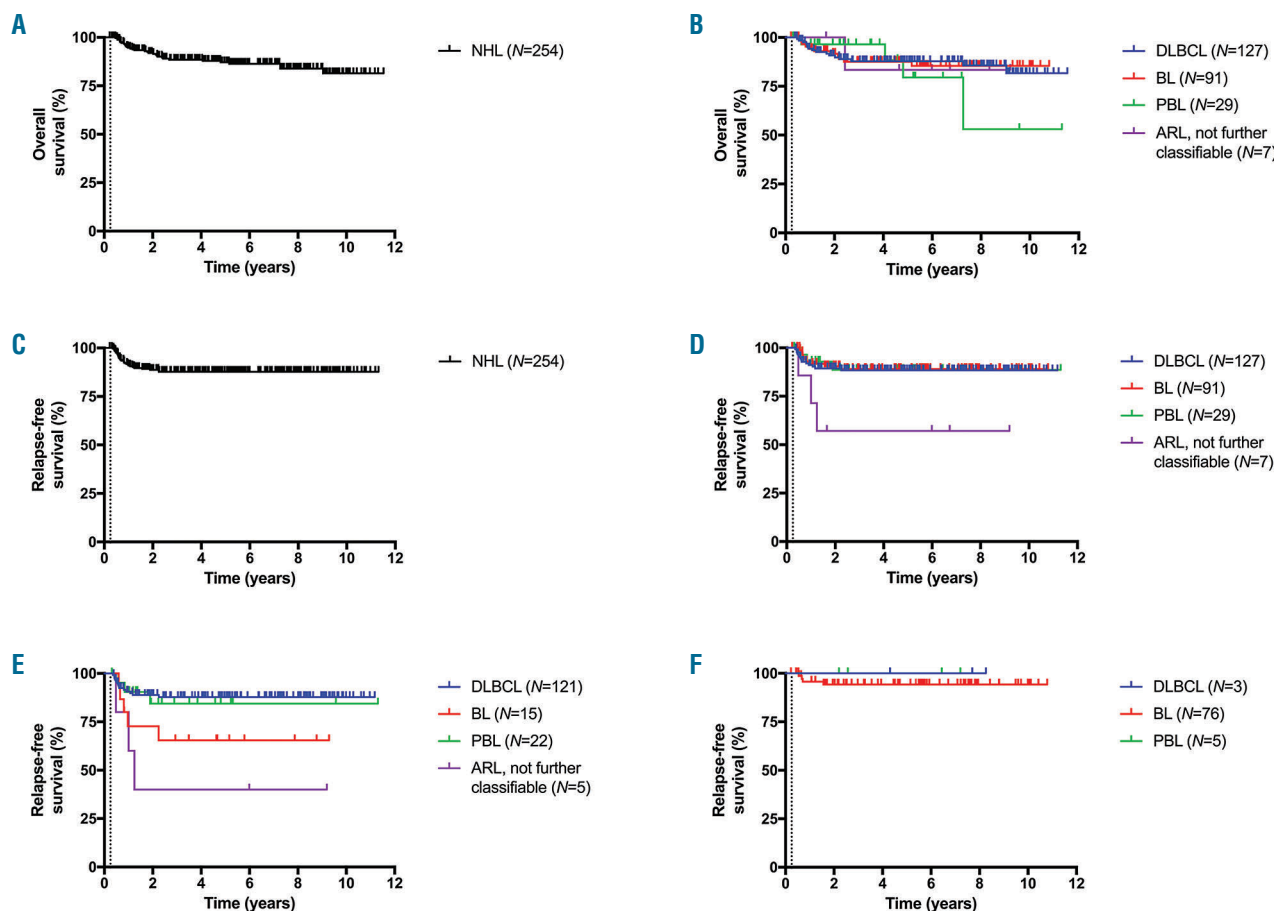 A
100
75
50
25
0
Overall
survival (%)
0 2 4 6 8 10 12
Time (years)
NHL (N=254)
B
100
75
50
25
0
Overall
survival (%)
0 2 4 6 8 10 12
Time (years)
DLBCL (N=127)
BL (N=91)
PBL (N=29)
ARL, not further
classifiable (N=7)
C
100
75
50
25
0
Relapse-free
survival (%)
0 2 4 6 8 10 12
Time (years)
NHL (N=254)
D
100
75
50
25
0
Relapse-free
survival (%)
0 2 4 6 8 10 12
Time (years)
DLBCL (N=127)
BL (N=91)
PBL (N=29)
ARL, not further
classifiable (N=7)
E
100
75
50
25
0
Relapse-free
survival (%)
0 2 4 6 8 10 12
Time (years)
DLBCL (N=121)
BL (N=15)
PBL (N=22)
ARL, not further
classifiable (N=5)
F
100
75
50
25
0
Relapse-free
survival (%)
0 2 4 6 8 10 12
Time (years)
DLBCL (N=3)
BL (N=76)
PBL (N=5)